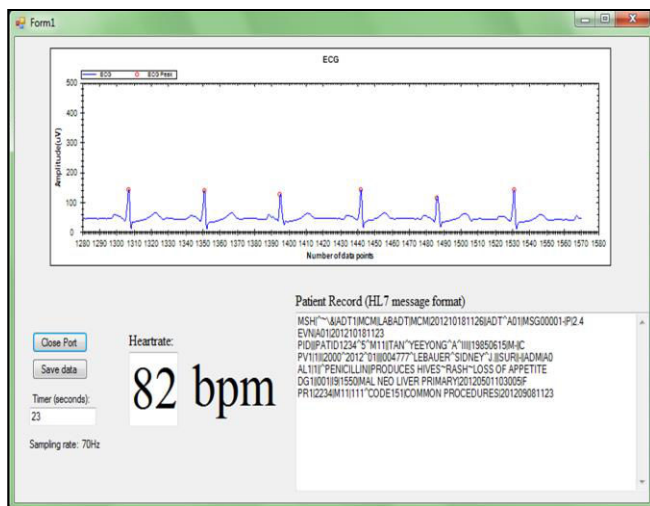 Form1
ECG
ECG ECG Peak
Amplitude(uV)
500
400
300
200
100
0
1280 1290 1300 1310 1320 1330 1340 1350 1360 1370 1380 1390 1400 1410 1420 1430 1440 1450 1460 1470 1480 1490 1500 1510 1520 1530 1540 1550 1560 1570 1580
Number of data points
Patient Record (HL7 message format)
MSH|^~\&|ADT1|MCM|LABADT|MCM|201210181126||ADT^A01|MSG00001-|P|2.4
EVN|A01|201210181123
PID|||PATID1234^5^M11||TAN^YEEYONG^A^III||19850615|M-|C
PV1|1|I|2000^2012^01||||004777^LEBAUER^SIDNEY^J.|||SUR||-||ADM|A0
AL1|1||^PENICILLIN||PRODUCES HIVES~RASH~LOSS OF APPETITE
DG1|001|I9|1550|MAL NEO LIVER PRIMARY|20120501103005|F
PR1|2234|M11|111^CODE151|COMMON PROCEDURES|201209081123
Close Port
Save data
Timer (seconds):
23
Sampling rate: 70Hz
Heartrate:
82 bpm